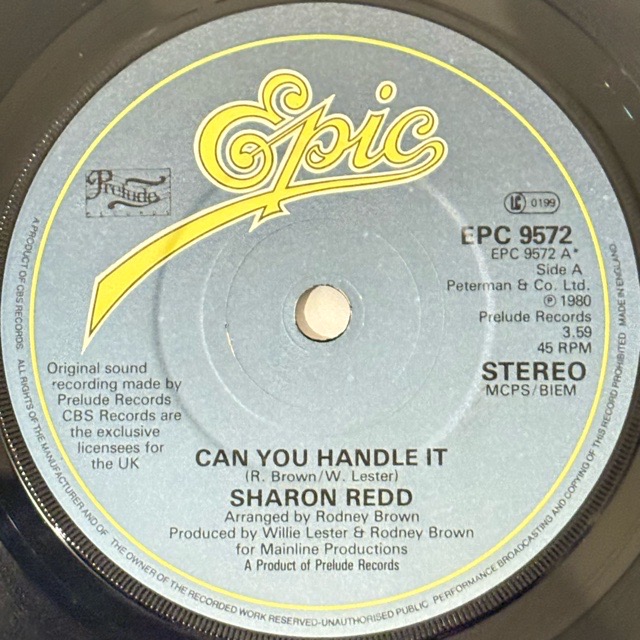 Epic
Prelude
LC 0199
EPC 9572
EPC 9572 A*
Side A
Peterman & Co. Ltd.
℗ 1980
Prelude Records
3.59
45 RPM
STEREO
MCPS/BIEM
Original sound
recording made by
Prelude Records
CBS Records are
the exclusive
licensees for
the UK
CAN YOU HANDLE IT
(R. Brown/W. Lester)
SHARON REDD
Arranged by Rodney Brown
Produced by Willie Lester & Rodney Brown
for Mainline Productions
A Product of Prelude Records
A PRODUCT OF CBS RECORDS. ALL RIGHTS OF THE MANUFACTURER AND OF THE OWNER OF THE RECORDED WORK RESERVED-UNAUTHORISED PUBLIC PERFORMANCE BROADCASTING AND COPYING OF THIS RECORD PROHIBITED. MADE IN ENGLAND